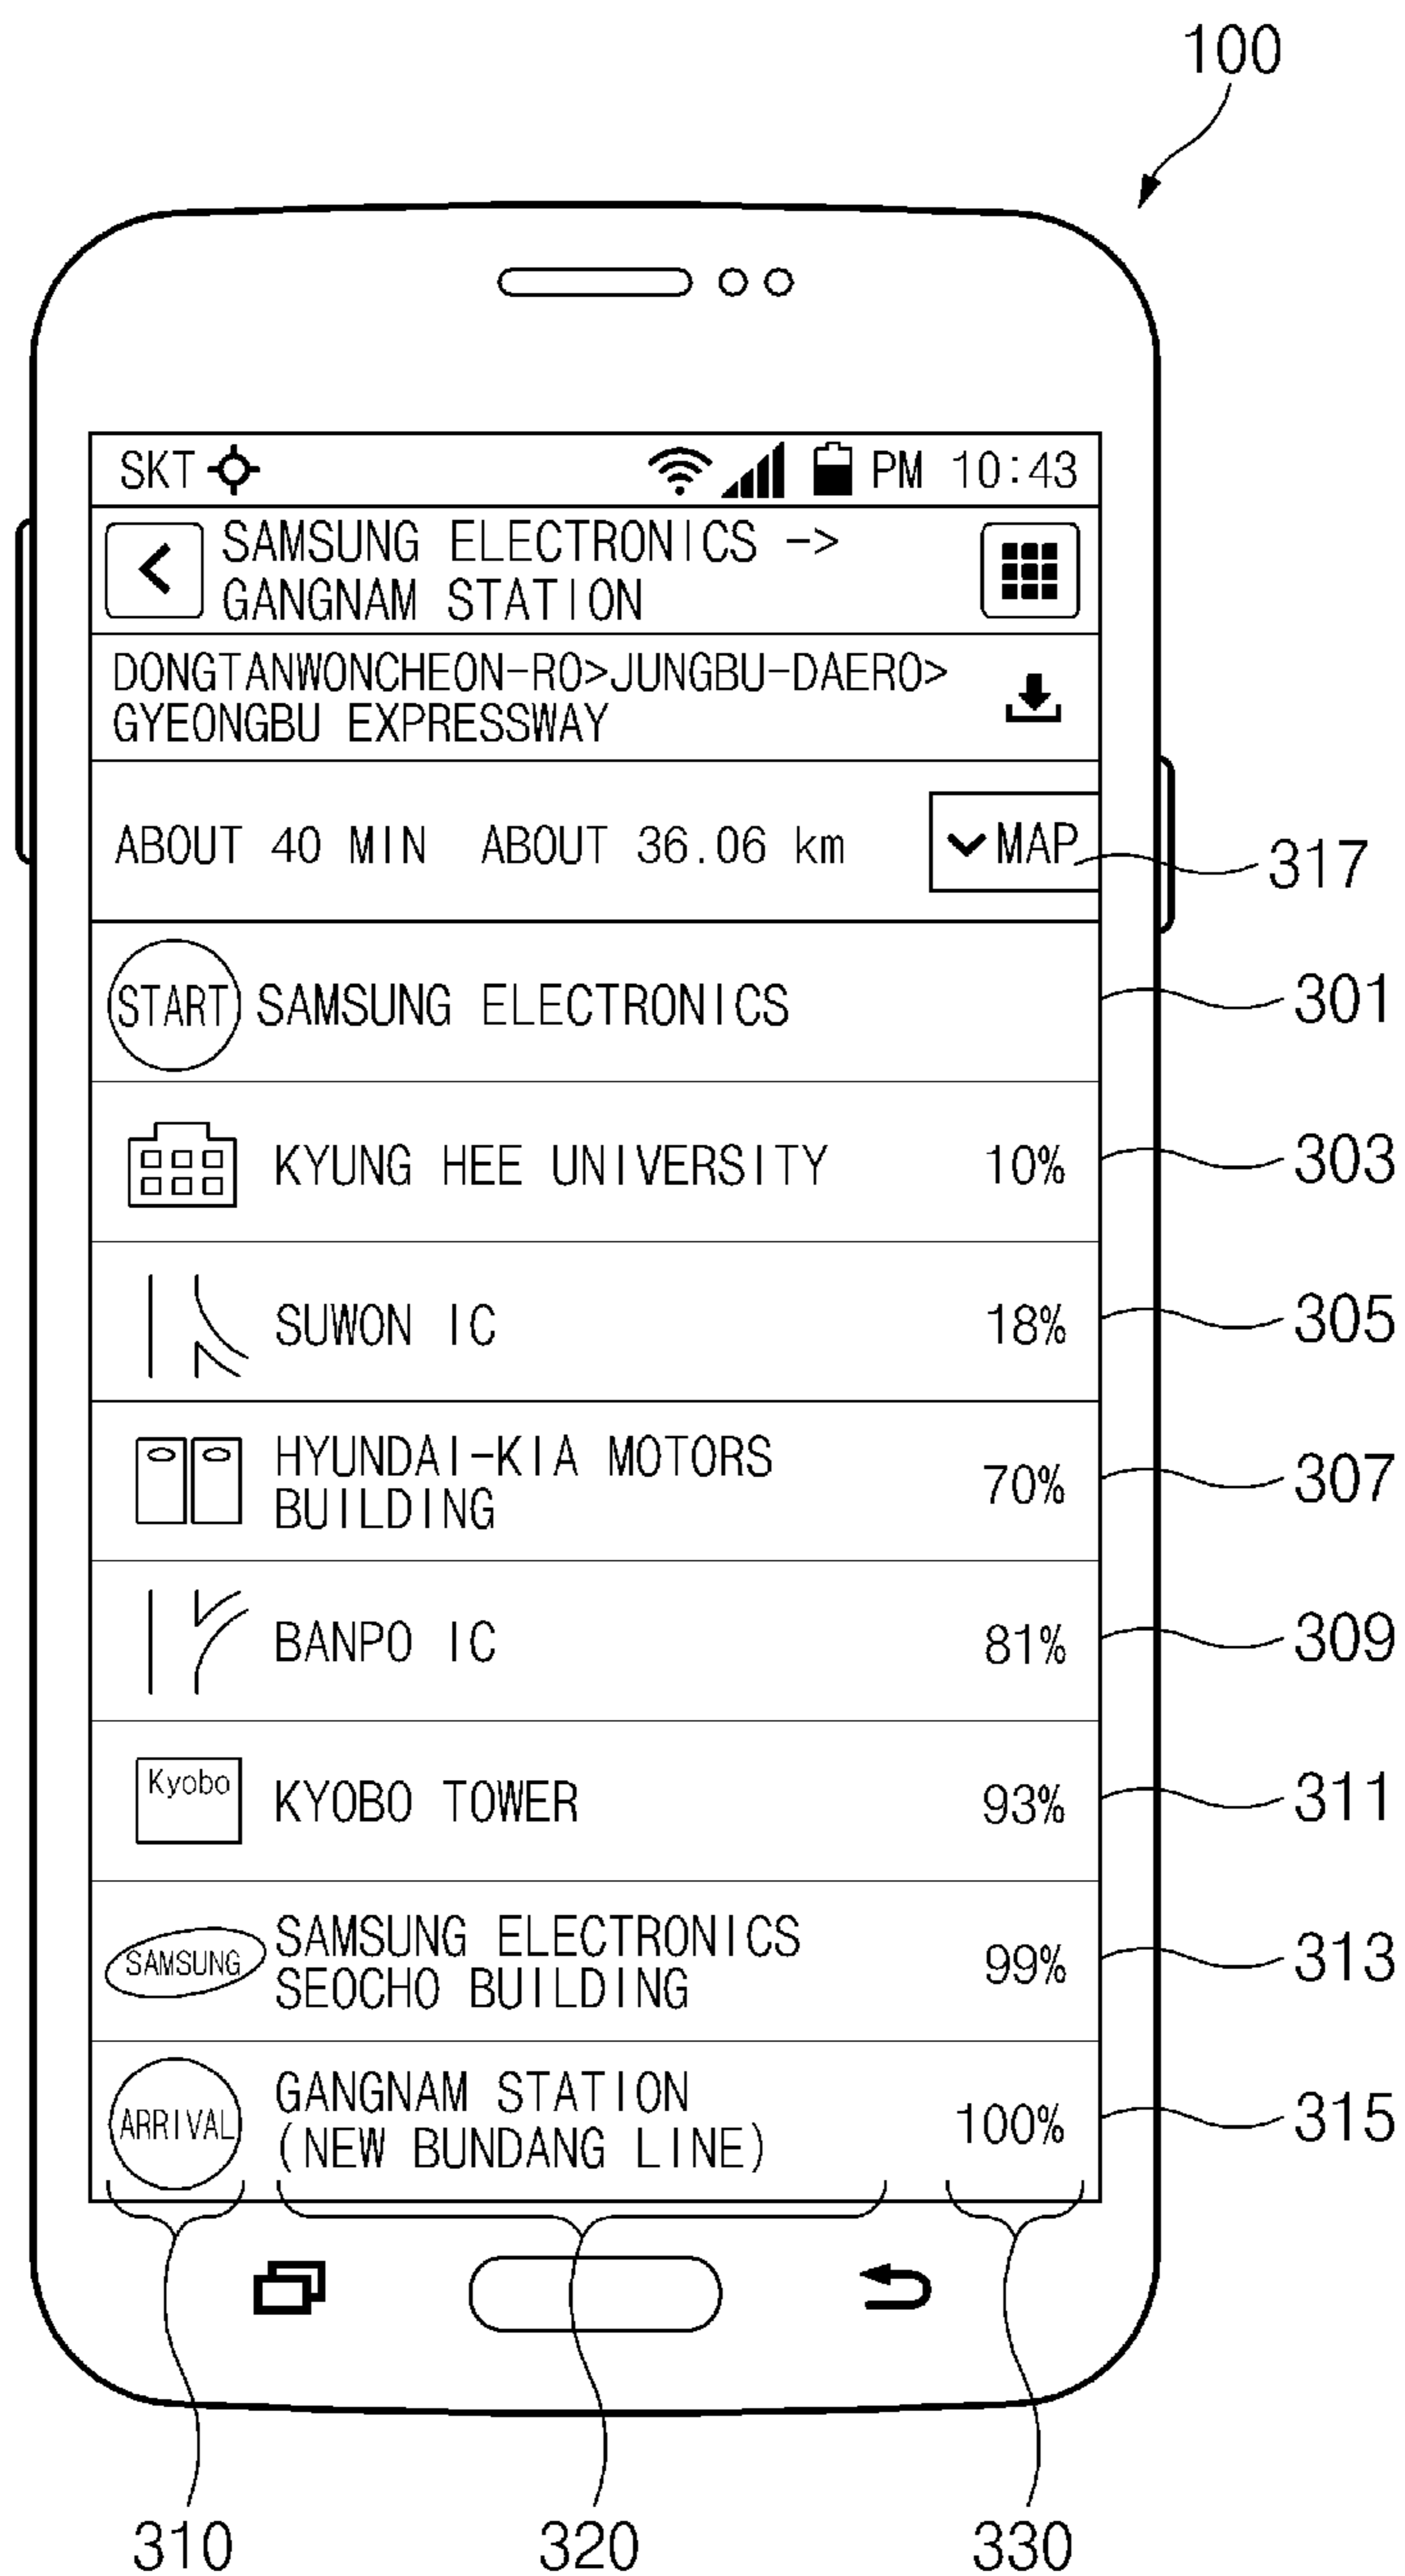 100
SKT PM 10:43
SAMSUNG ELECTRONICS ->
GANGNAM STATION
DONGTANWONCHEON-RO>JUNGBU-DAERO>
GYEONGBU EXPRESSWAY
ABOUT 40 MIN ABOUT 36.06 km MAP
317
START SAMSUNG ELECTRONICS 301
KYUNG HEE UNIVERSITY 10% 303
SUWON IC 18% 305
HYUNDAI-KIA MOTORS
BUILDING 70% 307
BANPO IC 81% 309
Kyobo KYOBO TOWER 93% 311
SAMSUNG SAMSUNG ELECTRONICS
SEOCHO BUILDING 99% 313
ARRIVAL GANGNAM STATION
(NEW BUNDANG LINE) 100% 315
310 320 330